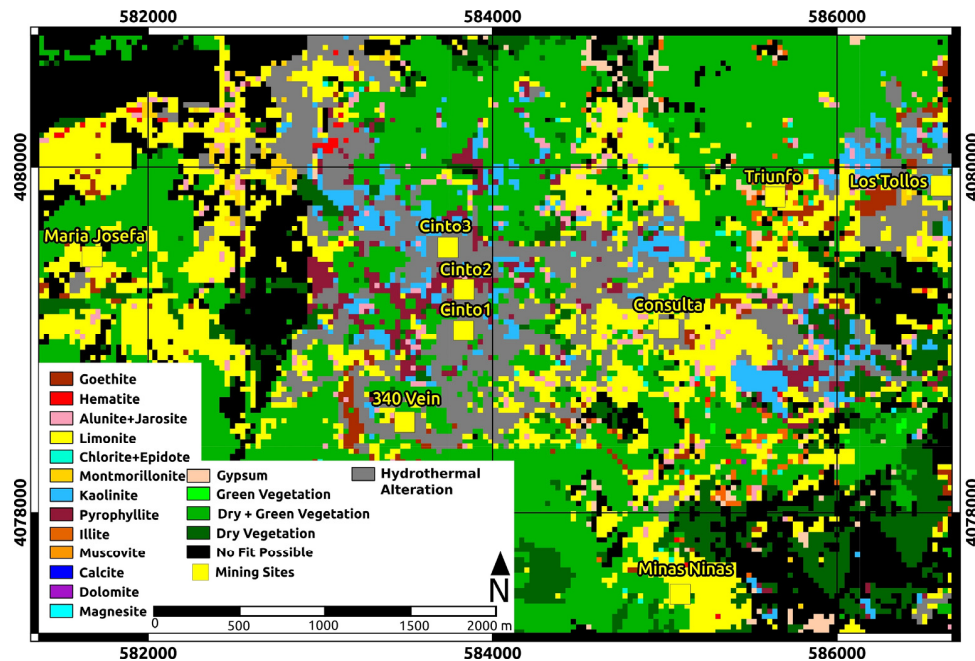 582000 584000 586000
4080000 4080000
Triunfo
Los Tollos
Maria Josefa
Cinto3
Cinto2
Consulta
Cinto1
340 Vein
Goethite
Hematite
Alunite+Jarosite
Limonite
Chlorite+Epidote
Montmorillonite
Kaolinite
Pyrophyllite
Illite
Muscovite
Calcite
Dolomite
Magnesite
Gypsum
Green Vegetation
Dry + Green Vegetation
Dry Vegetation
No Fit Possible
Mining Sites
Hydrothermal
Alteration
4078000 4078000
Minas Ninas
N
0 500 1000 1500 2000 m
582000 584000 586000